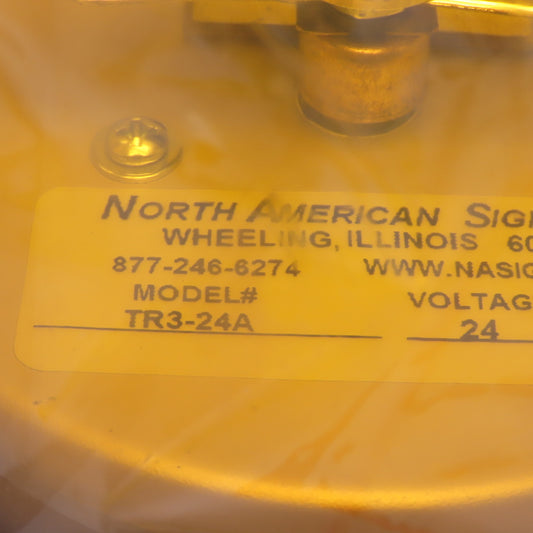 NORTH AMERICAN SIG
WHEELING, ILLINOIS 60
877-246-6274 WWW.NASIG
MODEL# VOLTAG
TR3-24A 24